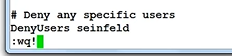 # Deny any specific users
DenyUsers seinfeld
:wq!